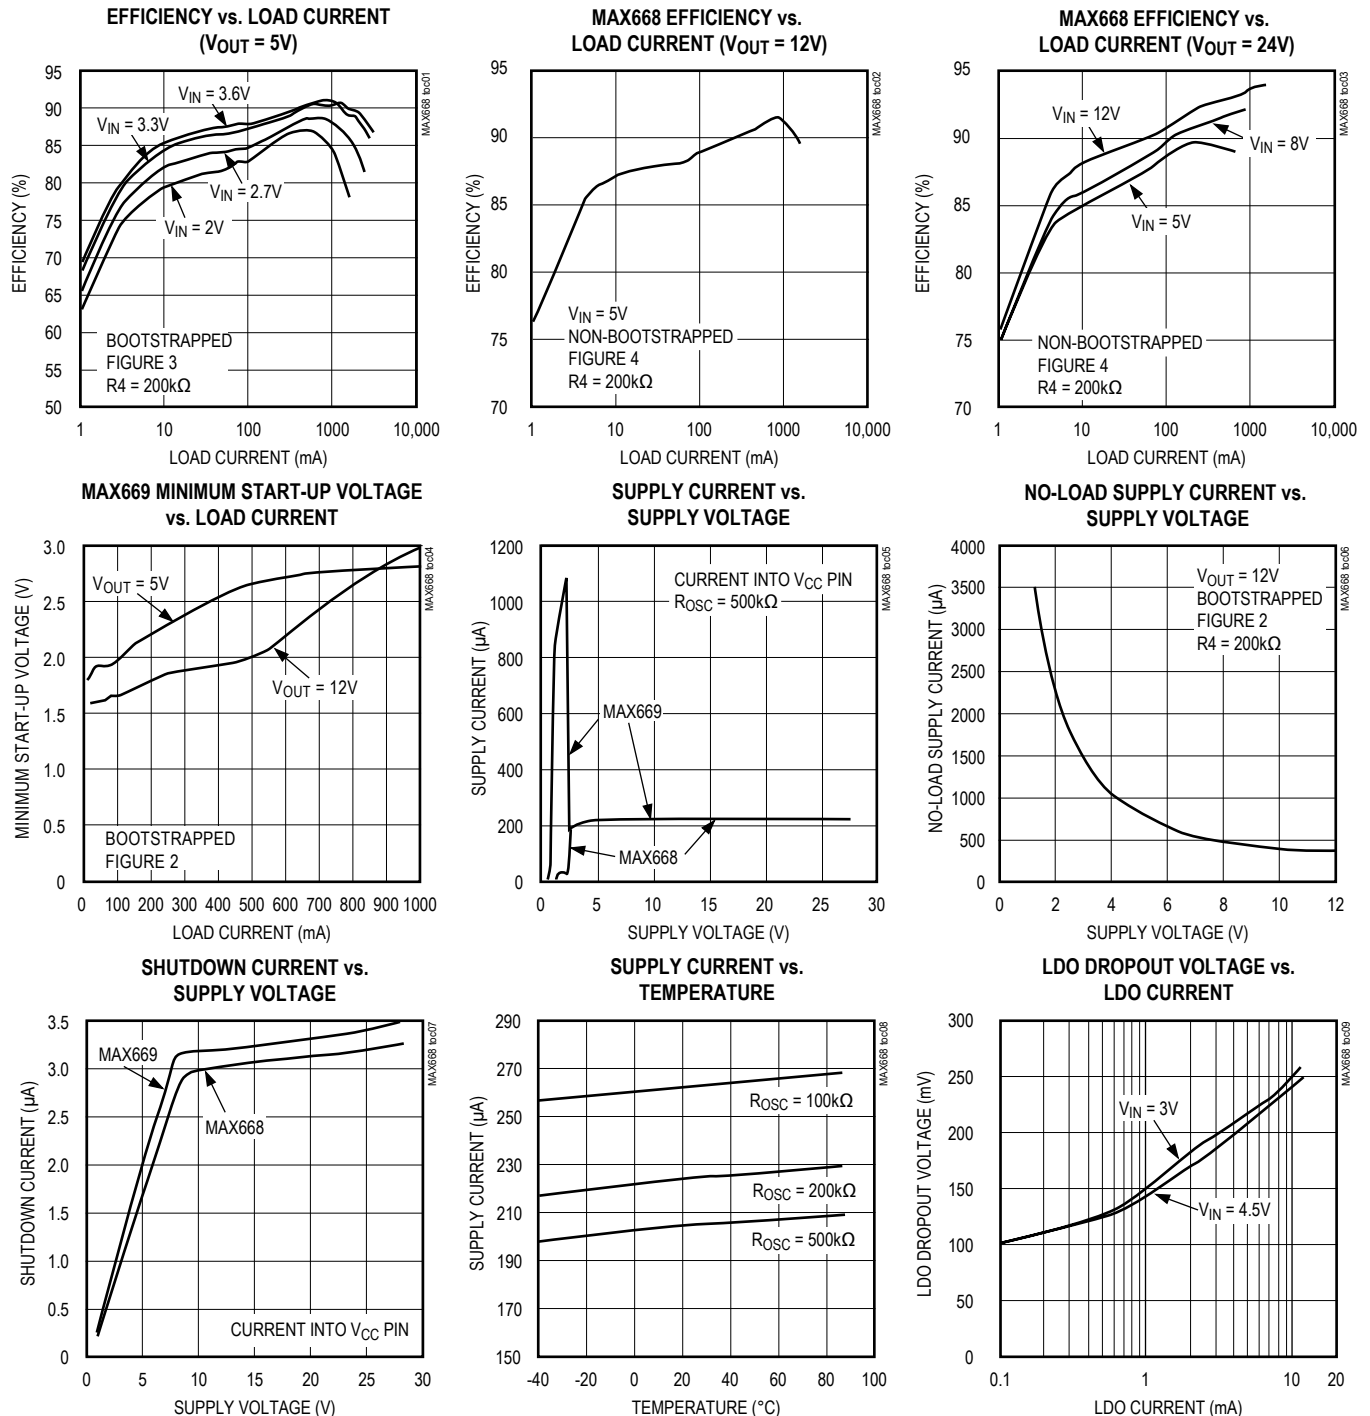 EFFICIENCY vs. LOAD CURRENT
(VOUT = 5V)
95
90
85
80
75
70
65
60
55
50
EFFICIENCY (%)
VIN = 3.6V
VIN = 3.3V
VIN = 2.7V
VIN = 2V
BOOTSTRAPPED
FIGURE 3
R4 = 200kΩ
MAX668 toc01
1 10 100 1000 10,000
LOAD CURRENT (mA)
MAX668 EFFICIENCY vs.
LOAD CURRENT (VOUT = 12V)
95
90
85
80
75
70
EFFICIENCY (%)
VIN = 5V
NON-BOOTSTRAPPED
FIGURE 4
R4 = 200kΩ
MAX668 toc02
1 10 100 1000 10,000
LOAD CURRENT (mA)
MAX668 EFFICIENCY vs.
LOAD CURRENT (VOUT = 24V)
95
90
85
80
75
70
EFFICIENCY (%)
VIN = 12V
VIN = 8V
VIN = 5V
NON-BOOTSTRAPPED
FIGURE 4
R4 = 200kΩ
MAX668 toc03
1 10 100 1000 10,000
LOAD CURRENT (mA)
MAX669 MINIMUM START-UP VOLTAGE
vs. LOAD CURRENT
3.0
2.5
2.0
1.5
1.0
0.5
0
MINIMUM START-UP VOLTAGE (V)
VOUT = 5V
VOUT = 12V
BOOTSTRAPPED
FIGURE 2
MAX668 toc04
0 100 200 300 400 500 600 700 800 900 1000
LOAD CURRENT (mA)
SUPPLY CURRENT vs.
SUPPLY VOLTAGE
1200
1000
800
600
400
200
0
SUPPLY CURRENT (µA)
CURRENT INTO VCC PIN
ROSC = 500kΩ
MAX669
MAX668
MAX668 toc05
0 5 10 15 20 25 30
SUPPLY VOLTAGE (V)
NO-LOAD SUPPLY CURRENT vs.
SUPPLY VOLTAGE
4000
3500
3000
2500
2000
1500
1000
500
0
NO-LOAD SUPPLY CURRENT (µA)
VOUT = 12V
BOOTSTRAPPED
FIGURE 2
R4 = 200kΩ
MAX668 toc06
0 2 4 6 8 10 12
SUPPLY VOLTAGE (V)
SHUTDOWN CURRENT vs.
SUPPLY VOLTAGE
3.5
3.0
2.5
2.0
1.5
1.0
0.5
0
SHUTDOWN CURRENT (µA)
MAX669
MAX668
CURRENT INTO VCC PIN
MAX668 toc07
0 5 10 15 20 25 30
SUPPLY VOLTAGE (V)
SUPPLY CURRENT vs.
TEMPERATURE
290
270
250
230
210
190
170
150
SUPPLY CURRENT (µA)
ROSC = 100kΩ
ROSC = 200kΩ
ROSC = 500kΩ
MAX668 toc08
-40 -20 0 20 40 60 80 100
TEMPERATURE (°C)
LDO DROPOUT VOLTAGE vs.
LDO CURRENT
300
250
200
150
100
50
0
LDO DROPOUT VOLTAGE (mV)
VIN = 3V
VIN = 4.5V
MAX668 toc09
0.1 1 10 20
LDO CURRENT (mA)